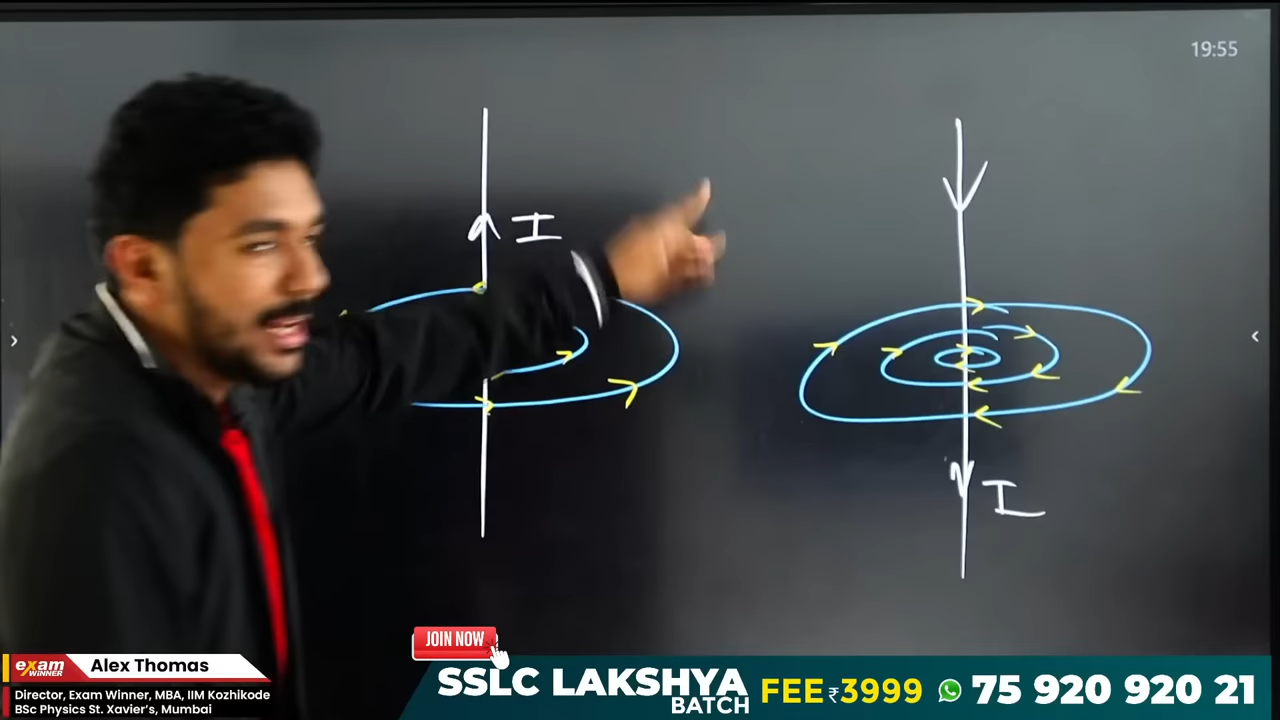 19:55
I
I
JOIN NOW
exam
WINNER
Alex Thomas
Director, Exam Winner, MBA, IIM Kozhikode
BSc Physics St. Xavier's, Mumbai
SSLC LAKSHYA
BATCH
FEE ₹3999
75 920 920 21